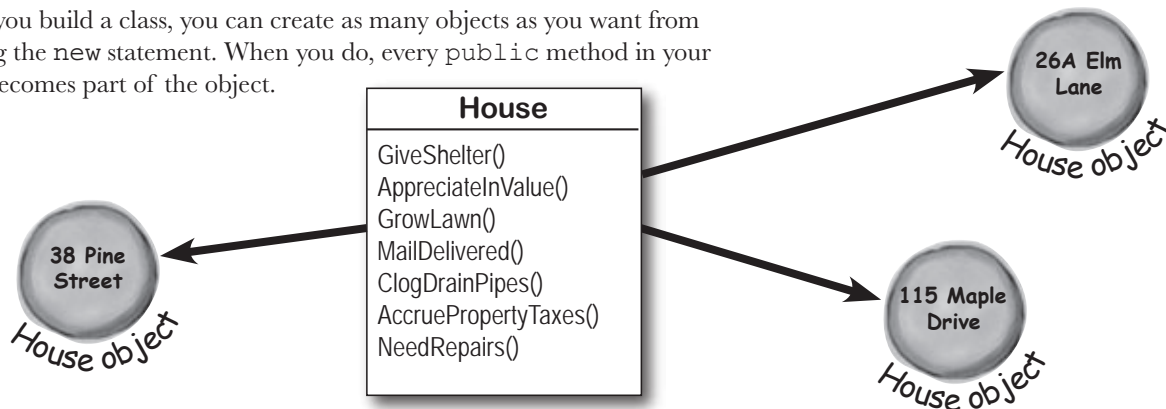 you build a class, you can create as many objects as you want from
g the new statement. When you do, every public method in your
ecomes part of the object.
House
GiveShelter()
AppreciateInValue()
GrowLawn()
MailDelivered()
ClogDrainPipes()
AccruePropertyTaxes()
NeedRepairs()
38 Pine
Street
House object
26A Elm
Lane
House object
115 Maple
Drive
House object